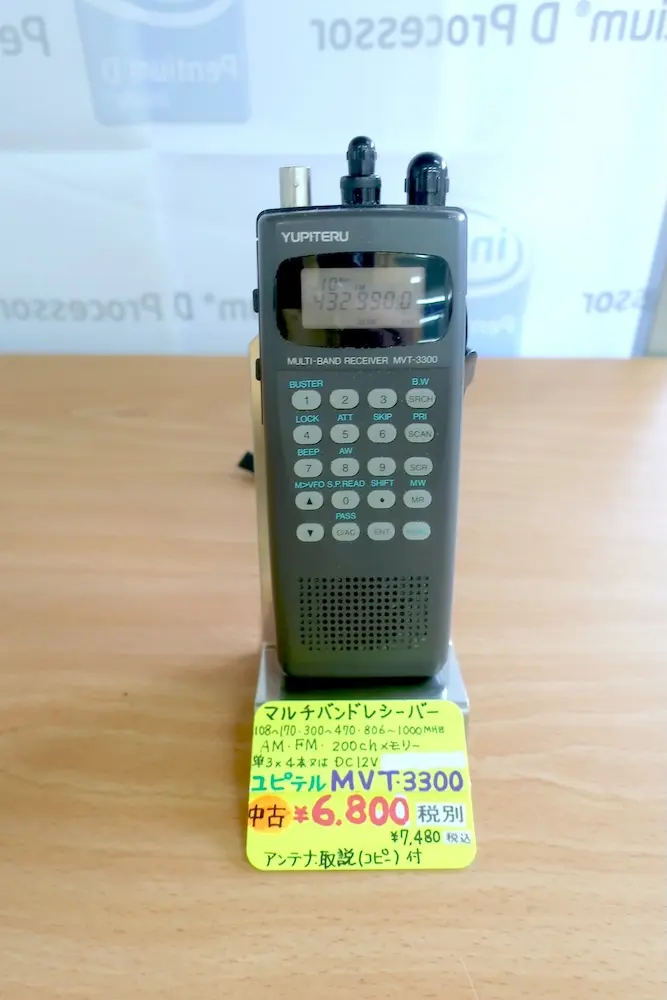 Pentium D Processor
Pentium D
YUPITERU
432.990.0
MULTI-BAND RECEIVER MVT-3300
BUSTER B.W
1 2 3 SRCH
LOCK ATT SKIP PRI
4 5 6 SCAN
BEEP AW
7 8 9 SQR
M>VFO S.P.READ SHIFT MW
▲ 0 • MR
PASS
▼ ENT
マルチバンドレシーバー
108~170・300~470・806~1000MHz
AM・FM・200chメモリー
単3×4本又はDC12V
ユピテルMVT-3300
中古¥6,800税別
¥7,480税込
アンテナ.取説(コピー)付